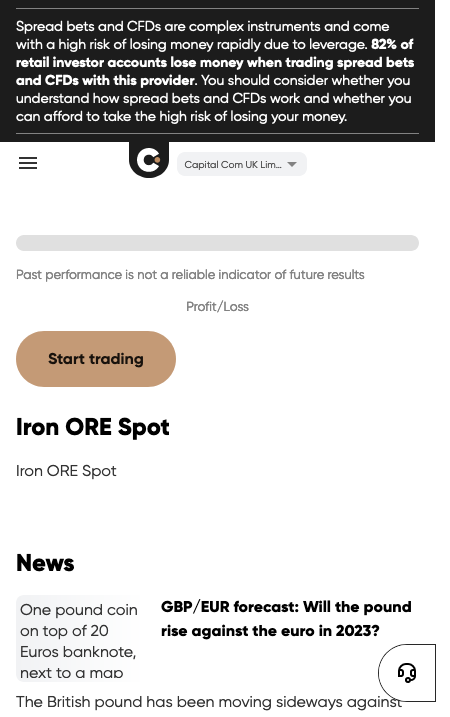 Spread bets and CFDs are complex instruments and come
with a high risk of losing money rapidly due to leverage. 82% of
retail investor accounts lose money when trading spread bets
and CFDs with this provider. You should consider whether you
understand how spread bets and CFDs work and whether you
can afford to take the high risk of losing your money.
Capital Com UK Lim...
Past performance is not a reliable indicator of future results
Profit/Loss
Start trading
Iron ORE Spot
Iron ORE Spot
News
One pound coin
on top of 20
Euros banknote,
next to a map
GBP/EUR forecast: Will the pound
rise against the euro in 2023?
The British pound has been moving sideways against